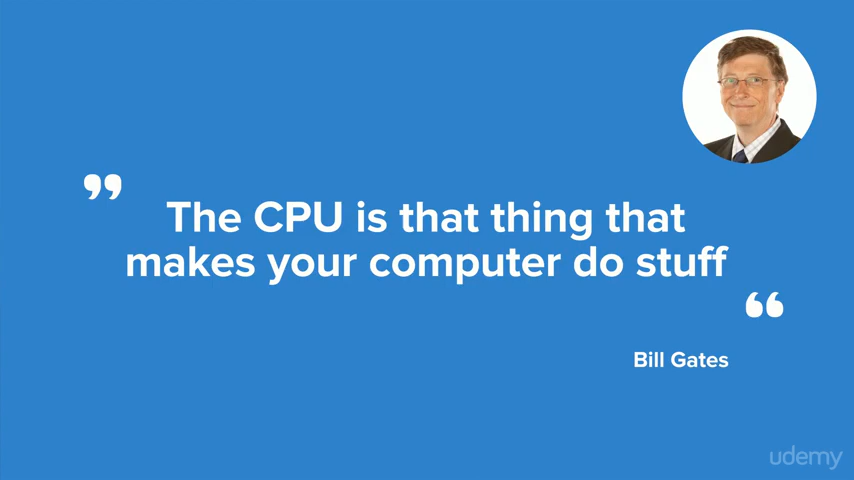 ”
The CPU is that thing that
makes your computer do stuff
“
Bill Gates
udemy